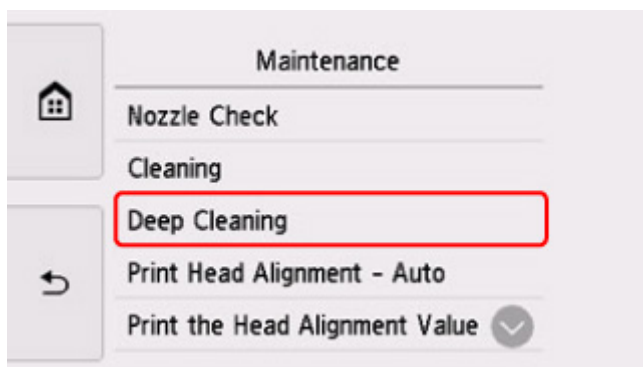 Maintenance
Nozzle Check
Cleaning
Deep Cleaning
Print Head Alignment - Auto
Print the Head Alignment Value